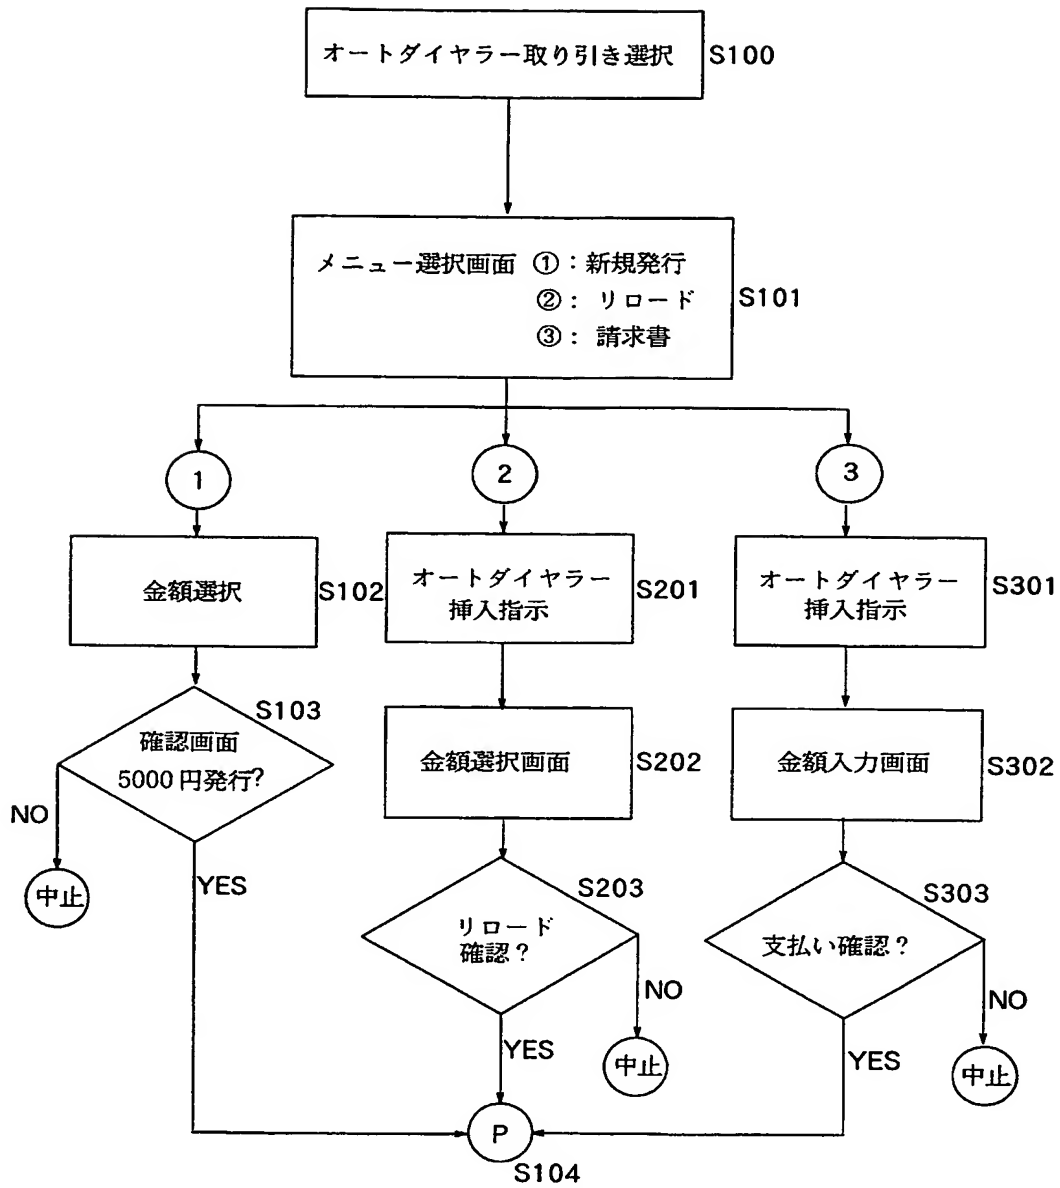 オートダイヤラー取り引き選択
S100
メニュー選択画面 ①：新規発行
②：リロード
③：請求書
S101
1
2
3
金額選択
S102
オートダイヤラー
挿入指示
S201
オートダイヤラー
挿入指示
S301
S103
確認画面
5000円発行?
NO
中止
YES
金額選択画面
S202
金額入力画面
S302
S203
リロード
確認？
NO
中止
YES
S303
支払い確認？
NO
中止
YES
P
S104